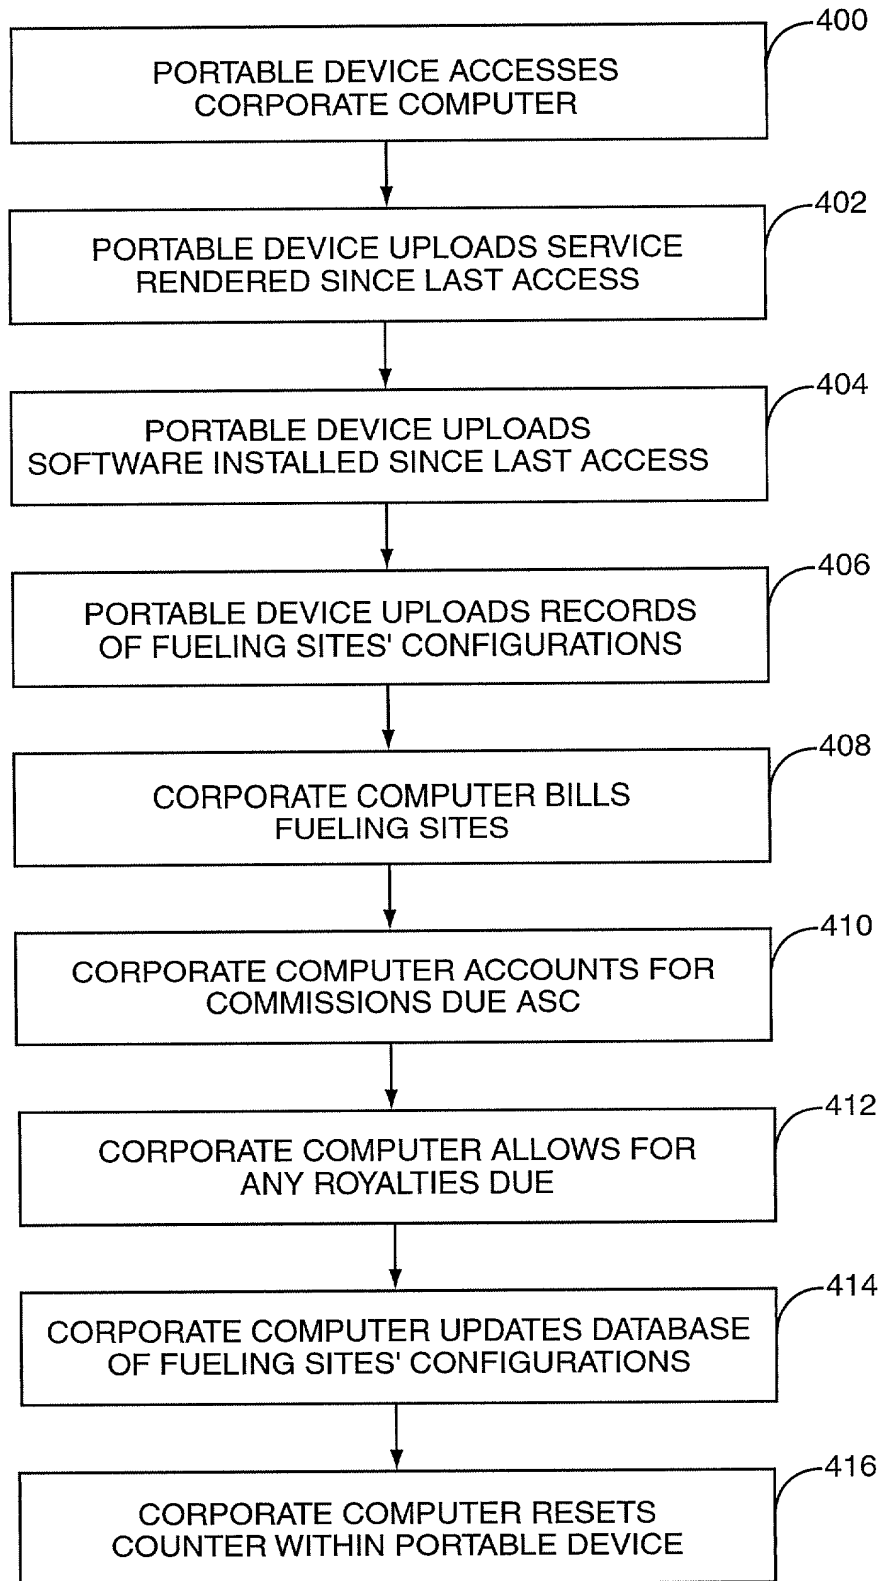 400
PORTABLE DEVICE ACCESSES
CORPORATE COMPUTER
402
PORTABLE DEVICE UPLOADS SERVICE
RENDERED SINCE LAST ACCESS
404
PORTABLE DEVICE UPLOADS
SOFTWARE INSTALLED SINCE LAST ACCESS
406
PORTABLE DEVICE UPLOADS RECORDS
OF FUELING SITES' CONFIGURATIONS
408
CORPORATE COMPUTER BILLS
FUELING SITES
410
CORPORATE COMPUTER ACCOUNTS FOR
COMMISSIONS DUE ASC
412
CORPORATE COMPUTER ALLOWS FOR
ANY ROYALTIES DUE
414
CORPORATE COMPUTER UPDATES DATABASE
OF FUELING SITES' CONFIGURATIONS
416
CORPORATE COMPUTER RESETS
COUNTER WITHIN PORTABLE DEVICE